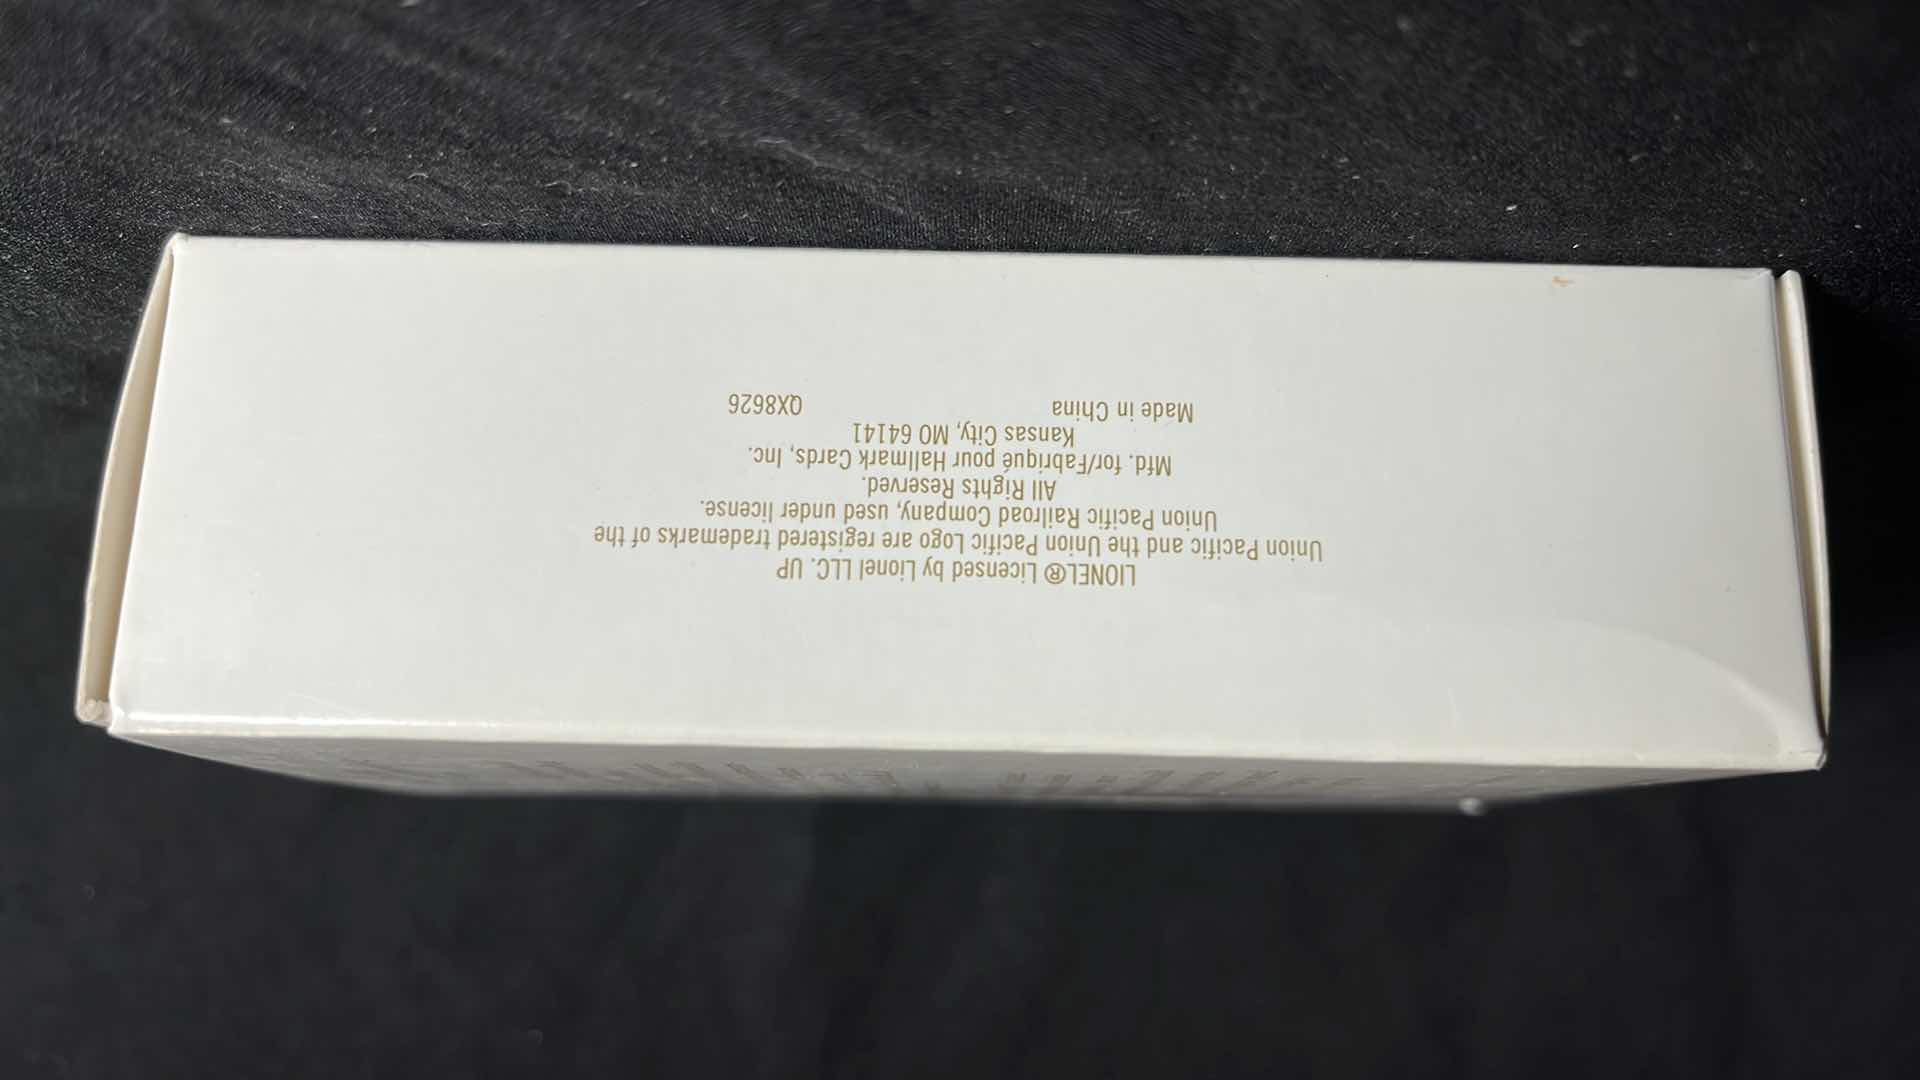 LIONEL® Licensed by Lionel LLC. UP
Union Pacific and the Union Pacific Logo are registered trademarks of the
Union Pacific Railroad Company, used under license.
All Rights Reserved.
Mfd. for/Fabriqué pour Hallmark Cards, Inc.
Kansas City, MO 64141
Made in China QX8626